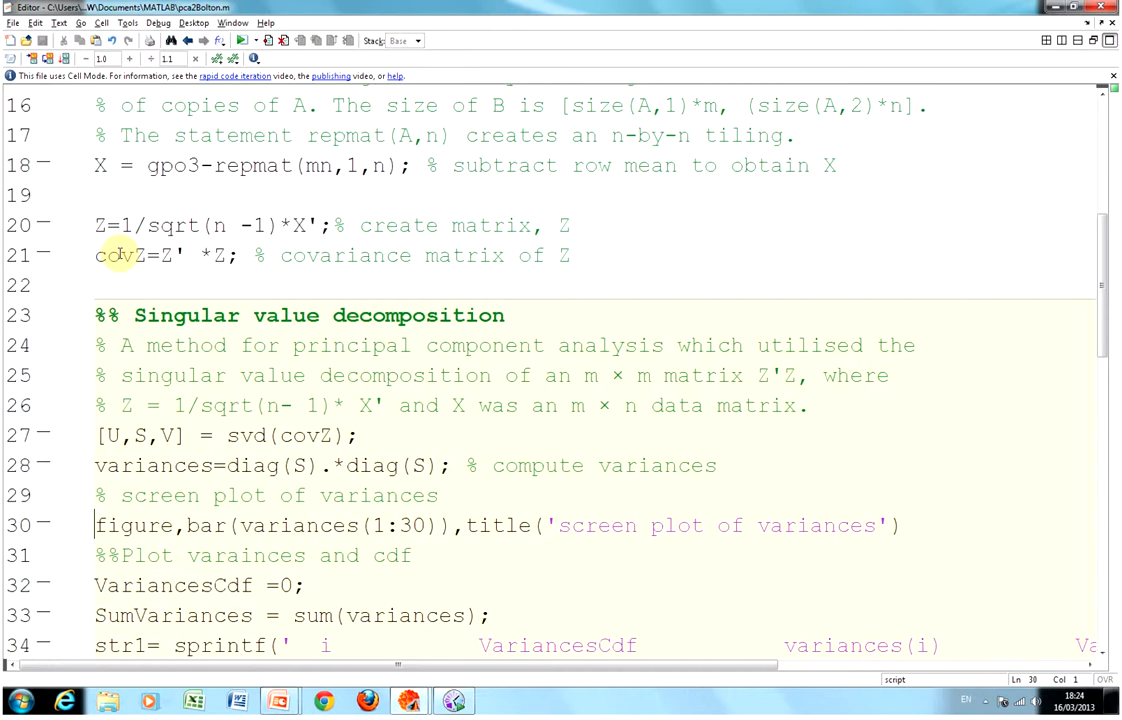 Editor - C:\Users\...W\Documents\MATLAB\pca2Bolton.m
File Edit Text Go Cell Tools Debug Desktop Window Help
Stack: Base
1.0 1.1
This file uses Cell Mode. For information, see the rapid code iteration video, the publishing video, or help.
16 % of copies of A. The size of B is [size(A,1)*m, (size(A,2)*n].
17 % The statement repmat(A,n) creates an n-by-n tiling.
18 X = gpo3-repmat(mn,1,n); % subtract row mean to obtain X
19
20 Z=1/sqrt(n -1)*X';% create matrix, Z
21 covZ=Z' *Z; % covariance matrix of Z
22
23 %% Singular value decomposition
24 % A method for principal component analysis which utilised the
25 % singular value decomposition of an m × m matrix Z'Z, where
26 % Z = 1/sqrt(n- 1)* X' and X was an m × n data matrix.
27 [U,S,V] = svd(covZ);
28 variances=diag(S).*diag(S); % compute variances
29 % screen plot of variances
30 figure,bar(variances(1:30)),title('screen plot of variances')
31 %%Plot varainces and cdf
32 VariancesCdf =0;
33 SumVariances = sum(variances);
34 str1= sprintf(' i VariancesCdf variances(i)
script Ln 30 Col 1 OVR
EN 18:24
16/03/2013